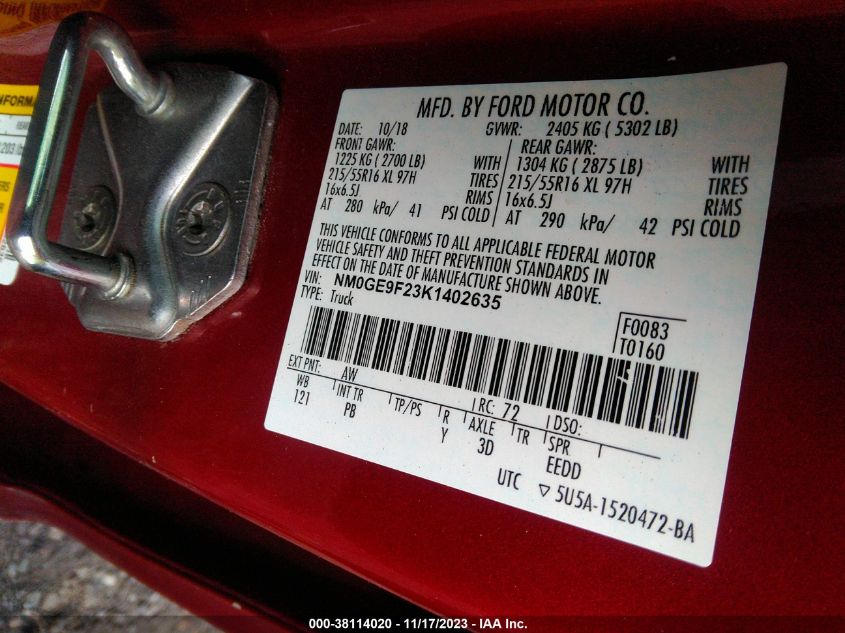 NFORMA
203 lb
MFD. BY FORD MOTOR CO.
DATE: 10/18 GVWR: 2405 KG ( 5302 LB)
FRONT GAWR: REAR GAWR:
1225 KG ( 2700 LB) WITH 1304 KG ( 2875 LB) WITH
215/55R16 XL 97H TIRES 215/55R16 XL 97H TIRES
16x6.5J RIMS 16x6.5J RIMS
AT 280 kPa/ 41 PSI COLD AT 290 kPa/ 42 PSI COLD
THIS VEHICLE CONFORMS TO ALL APPLICABLE FEDERAL MOTOR
VEHICLE SAFETY AND THEFT PREVENTION STANDARDS IN
EFFECT ON THE DATE OF MANUFACTURE SHOWN ABOVE.
VIN: NM0GE9F23K1402635
TYPE: Truck
F0083
T0160
EXT PNT: AW RC: 72 DSO:
WB INT TR TP/PS R AXLE TR SPR
121 PB Y 3D EEDD
UTC ▽ 5U5A-1520472-BA
000-38114020 - 11/17/2023 - IAA Inc.